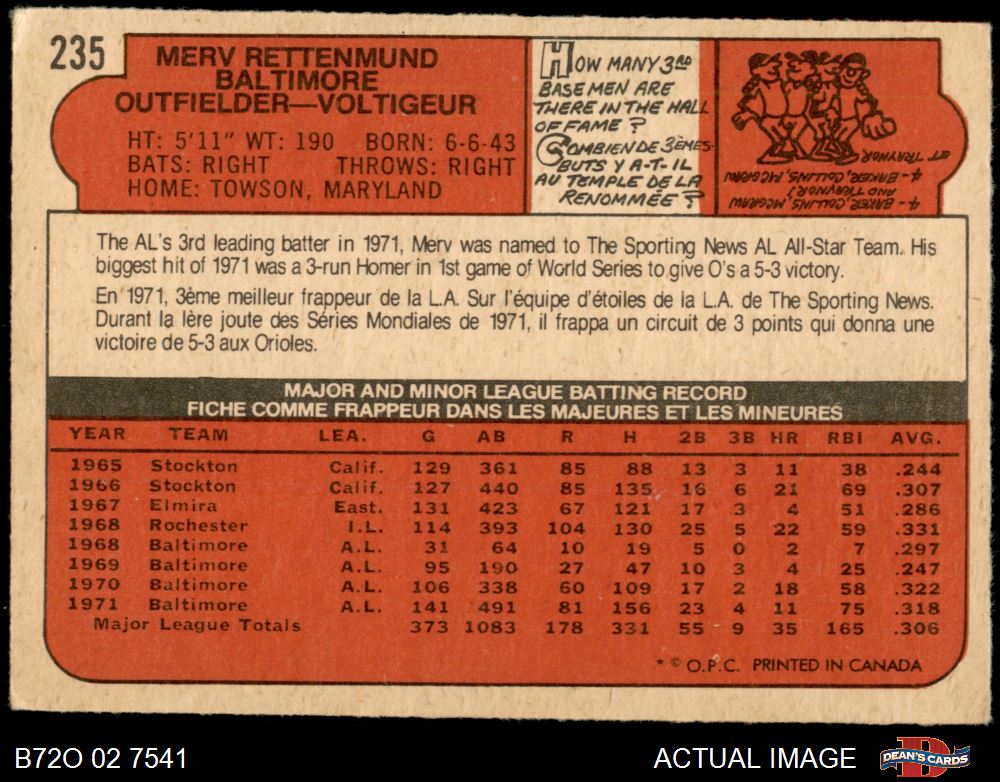 235
MERV RETTENMUND
BALTIMORE
OUTFIELDER—VOLTIGEUR
HT: 5'11" WT: 190 BORN: 6-6-43
BATS: RIGHT THROWS: RIGHT
HOME: TOWSON, MARYLAND
HOW MANY 3RD
BASEMEN ARE
THERE IN THE HALL
OF FAME?
COMBIEN DE 3ÈMES
BUTS Y A-T-IL
AU TEMPLE DE LA
RENOMMÉE?
4 - BAKER, COLLINS, MCGRAW
AND TRAYNOR/
4 - BAKER, COLLINS, MCGRAW
ET TRAYNOR
The AL's 3rd leading batter in 1971, Merv was named to The Sporting News AL All-Star Team. His
biggest hit of 1971 was a 3-run Homer in 1st game of World Series to give O's a 5-3 victory.
En 1971, 3ème meilleur frappeur de la L.A. Sur l'équipe d'étoiles de la L.A. de The Sporting News.
Durant la lère joute des Séries Mondiales de 1971, il frappa un circuit de 3 points qui donna une
victoire de 5-3 aux Orioles.
MAJOR AND MINOR LEAGUE BATTING RECORD
FICHE COMME FRAPPEUR DANS LES MAJEURES ET LES MINEURES
YEAR TEAM LEA. G AB R H 2B 3B HR RBI AVG.
1965 Stockton Calif. 129 361 85 88 13 3 11 38 .244
1966 Stockton Calif. 127 440 85 135 16 6 21 69 .307
1967 Elmira East. 131 423 67 121 17 3 4 51 .286
1968 Rochester I.L. 114 393 104 130 25 5 22 59 .331
1968 Baltimore A.L. 31 64 10 19 5 0 2 7 .297
1969 Baltimore A.L. 95 190 27 47 10 3 4 25 .247
1970 Baltimore A.L. 106 338 60 109 17 2 18 58 .322
1971 Baltimore A.L. 141 491 81 156 23 4 11 75 .318
Major League Totals 373 1083 178 331 55 9 35 165 .306
* © O.P.C. PRINTED IN CANADA
B72O 02 7541
ACTUAL IMAGE
DEAN'S CARDS